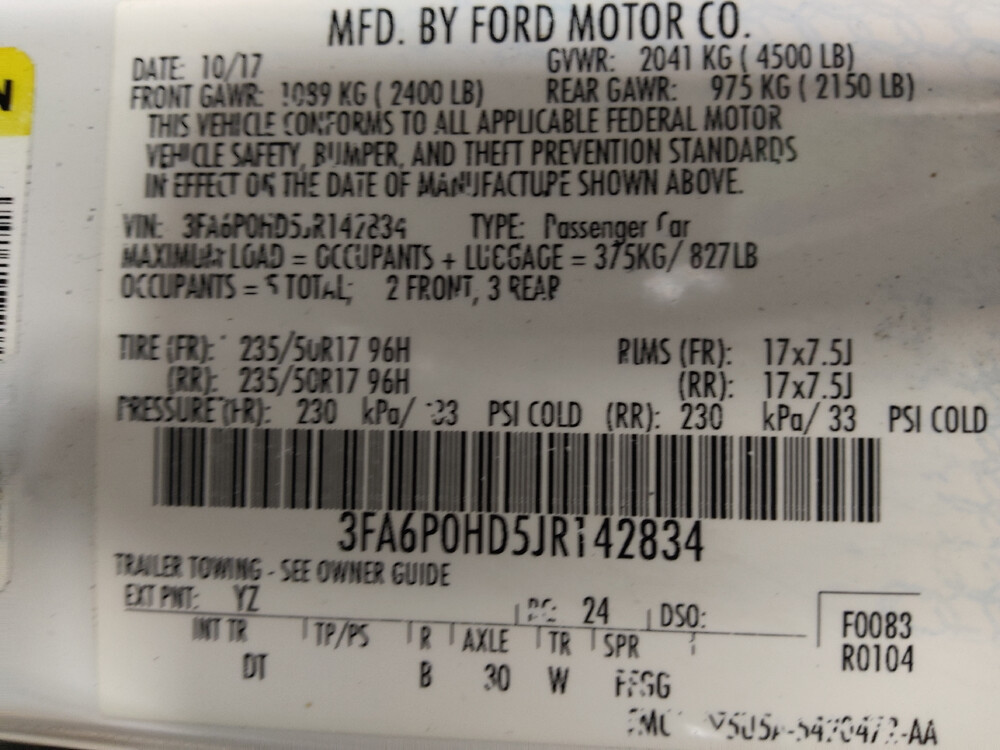 MFD. BY FORD MOTOR CO.
DATE: 10/17 GVWR: 2041 KG ( 4500 LB)
FRONT GAWR: 1089 KG ( 2400 LB) REAR GAWR: 975 KG ( 2150 LB)
THIS VEHICLE CONFORMS TO ALL APPLICABLE FEDERAL MOTOR
VEHICLE SAFETY, BUMPER, AND THEFT PREVENTION STANDARDS
IN EFFECT ON THE DATE OF MANUFACTURE SHOWN ABOVE.
VIN: 3FA6P0HD5JR142834 TYPE: Passenger Car
MAXIMUM LOAD = OCCUPANTS + LUGGAGE = 375KG/ 827LB
OCCUPANTS = 5 TOTAL; 2 FRONT, 3 REAR
TIRE (FR): 235/50R17 96H RIMS (FR): 17x7.5J
(RR): 235/50R17 96H (RR): 17x7.5J
PRESSURE (FR): 230 kPa/ 33 PSI COLD (RR): 230 kPa/ 33 PSI COLD
3FA6P0HD5JR142834
TRAILER TOWING - SEE OWNER GUIDE
EXT PNT: YZ 24 DSO:
F0083
INT TR TP/PS R AXLE TR SPR
R0104
DT B 30 W
N